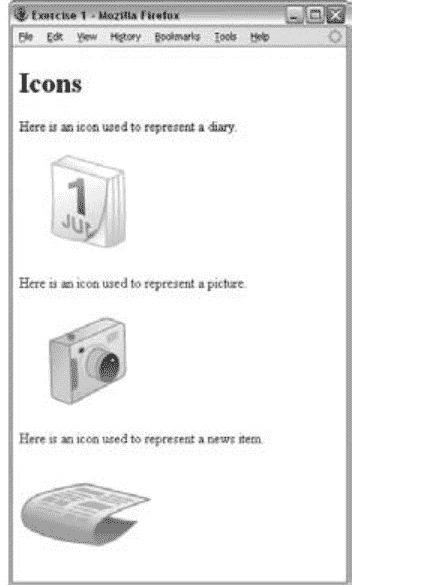 Exercise 1 - Mozilla Firefox
File Edit View History Bookmarks Tools Help
Icons
Here is an icon used to represent a diary.
1
JUL
Here is an icon used to represent a picture.
Here is an icon used to represent a news item.